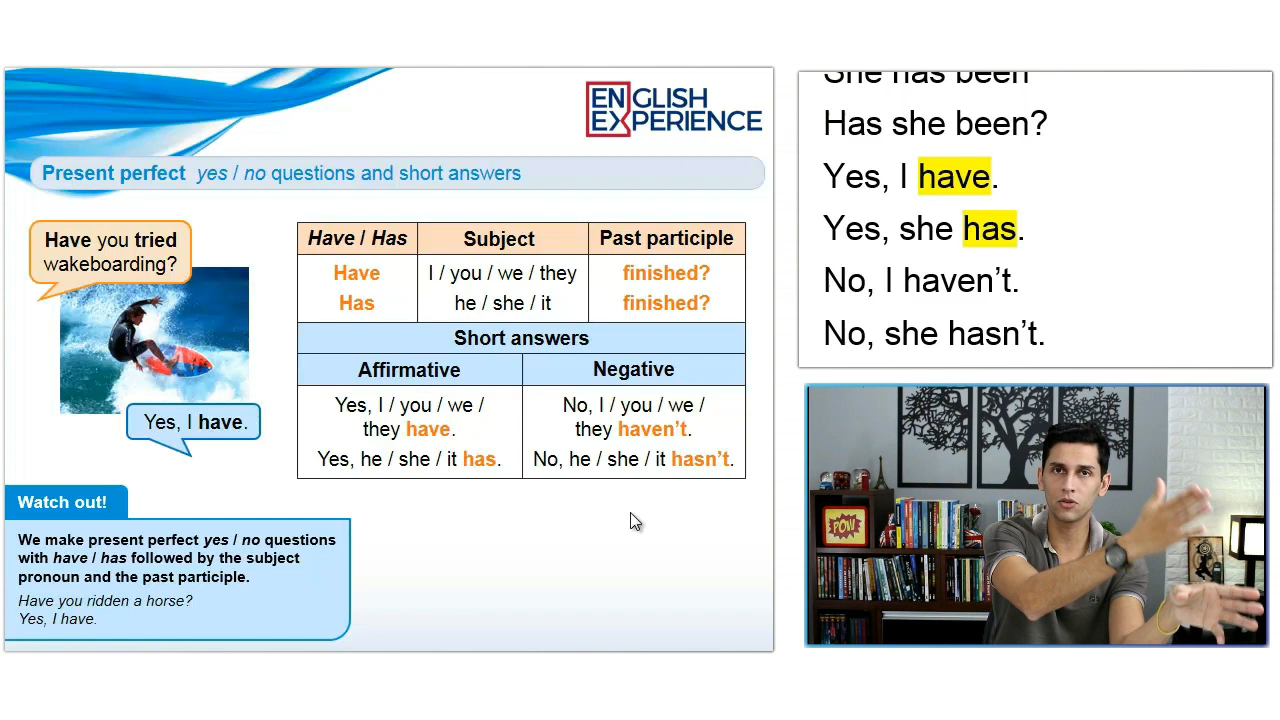 ENGLISH
EXPERIENCE
Present perfect yes / no questions and short answers
Have you tried
wakeboarding?
Yes, I have.
Have / Has Subject Past participle
Have I / you / we / they finished?
Has he / she / it finished?
Short answers
Affirmative Negative
Yes, I / you / we / No, I / you / we /
they have. they haven’t.
Yes, he / she / it has. No, he / she / it hasn’t.
Watch out!
We make present perfect yes / no questions
with have / has followed by the subject
pronoun and the past participle.
Have you ridden a horse?
Yes, I have.
She has been
Has she been?
Yes, I have.
Yes, she has.
No, I haven’t.
No, she hasn’t.
POW